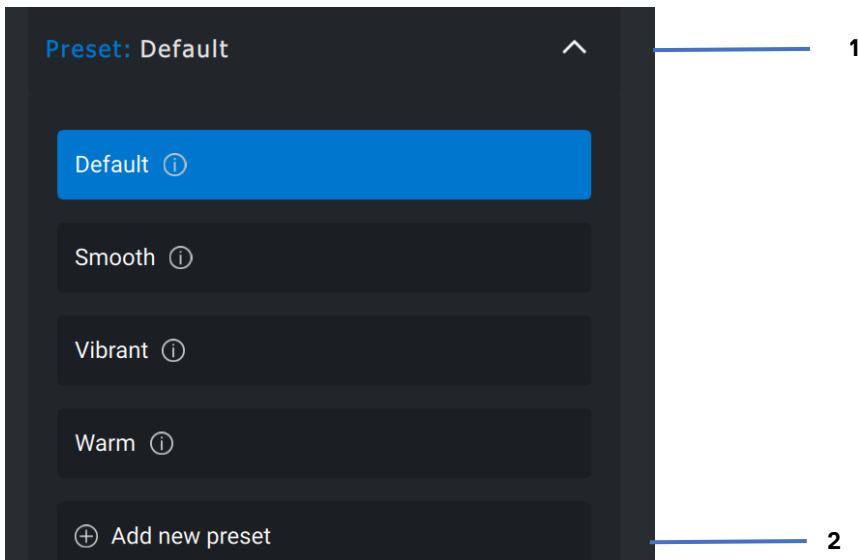 Preset: Default
1
Default
Smooth
Vibrant
Warm
Add new preset
2